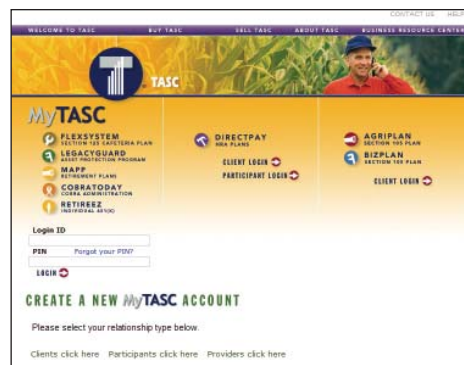 CONTACT US HELP
WELCOME TO TASC BUY TASC SELL TASC ABOUT TASC BUSINESS RESOURCE CENTER
TASC
MyTASC
FLEXSYSTEM
SECTION 125 CAFETERIA PLAN
LEGACYGUARD
ASSET PROTECTION PROGRAM
MAPP
RETIREMENT PLANS
COBRATODAY
COBRA ADMINISTRATION
RETIREEZ
INDIVIDUAL 401(K)
DIRECTPAY
HRA PLANS
CLIENT LOGIN
PARTICIPANT LOGIN
AGRIPLAN
SECTION 105 PLAN
BIZPLAN
SECTION 105 PLAN
CLIENT LOGIN
Login ID
PIN Forgot your PIN?
LOGIN
CREATE A NEW MyTASC ACCOUNT
Please select your relationship type below.
Clients click here Participants click here Providers click here